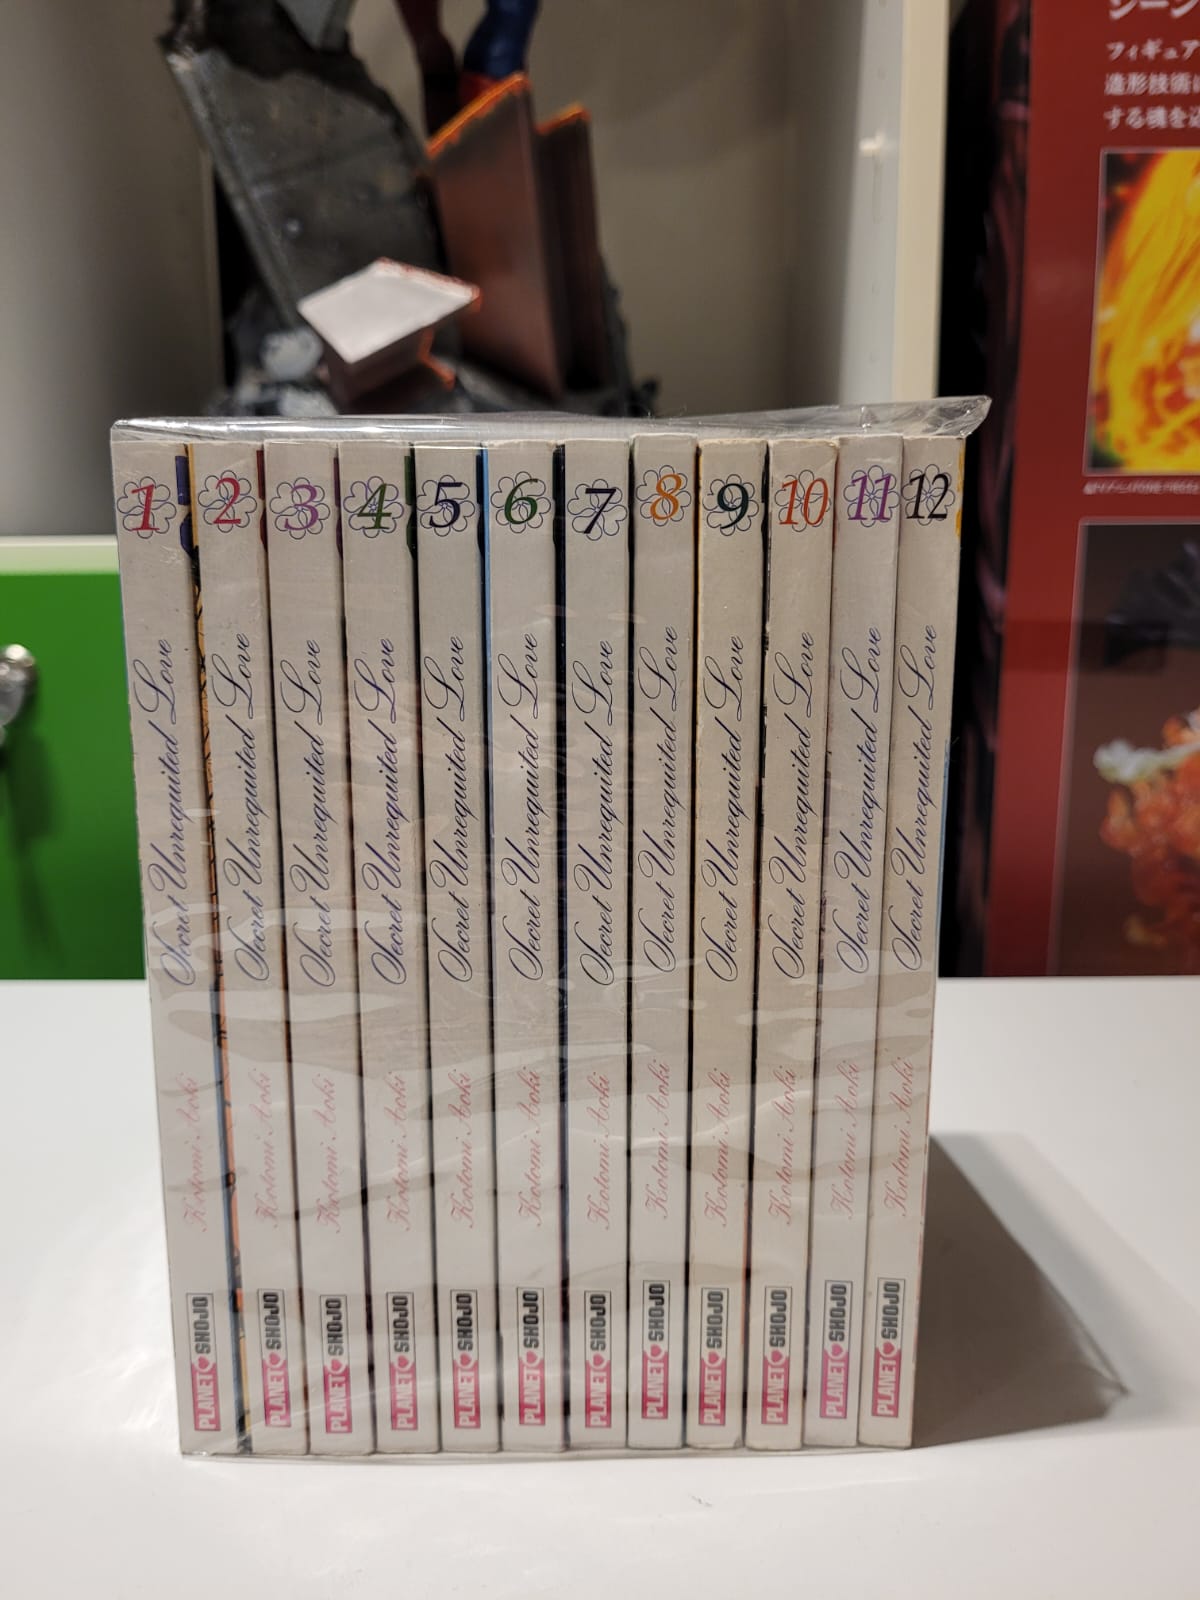 シーン
フィギュア
造形技術
する魂を
1
Secret Unrequited Love
Kotomi Aoki
PLANET SHOJO
2
Secret Unrequited Love
Kotomi Aoki
PLANET SHOJO
3
Secret Unrequited Love
Kotomi Aoki
PLANET SHOJO
4
Secret Unrequited Love
Kotomi Aoki
PLANET SHOJO
5
Secret Unrequited Love
Kotomi Aoki
PLANET SHOJO
6
Secret Unrequited Love
Kotomi Aoki
PLANET SHOJO
7
Secret Unrequited Love
Kotomi Aoki
PLANET SHOJO
8
Secret Unrequited Love
Kotomi Aoki
PLANET SHOJO
9
Secret Unrequited Love
Kotomi Aoki
PLANET SHOJO
10
Secret Unrequited Love
Kotomi Aoki
PLANET SHOJO
11
Secret Unrequited Love
Kotomi Aoki
PLANET SHOJO
12
Secret Unrequited Love
Kotomi Aoki
PLANET SHOJO